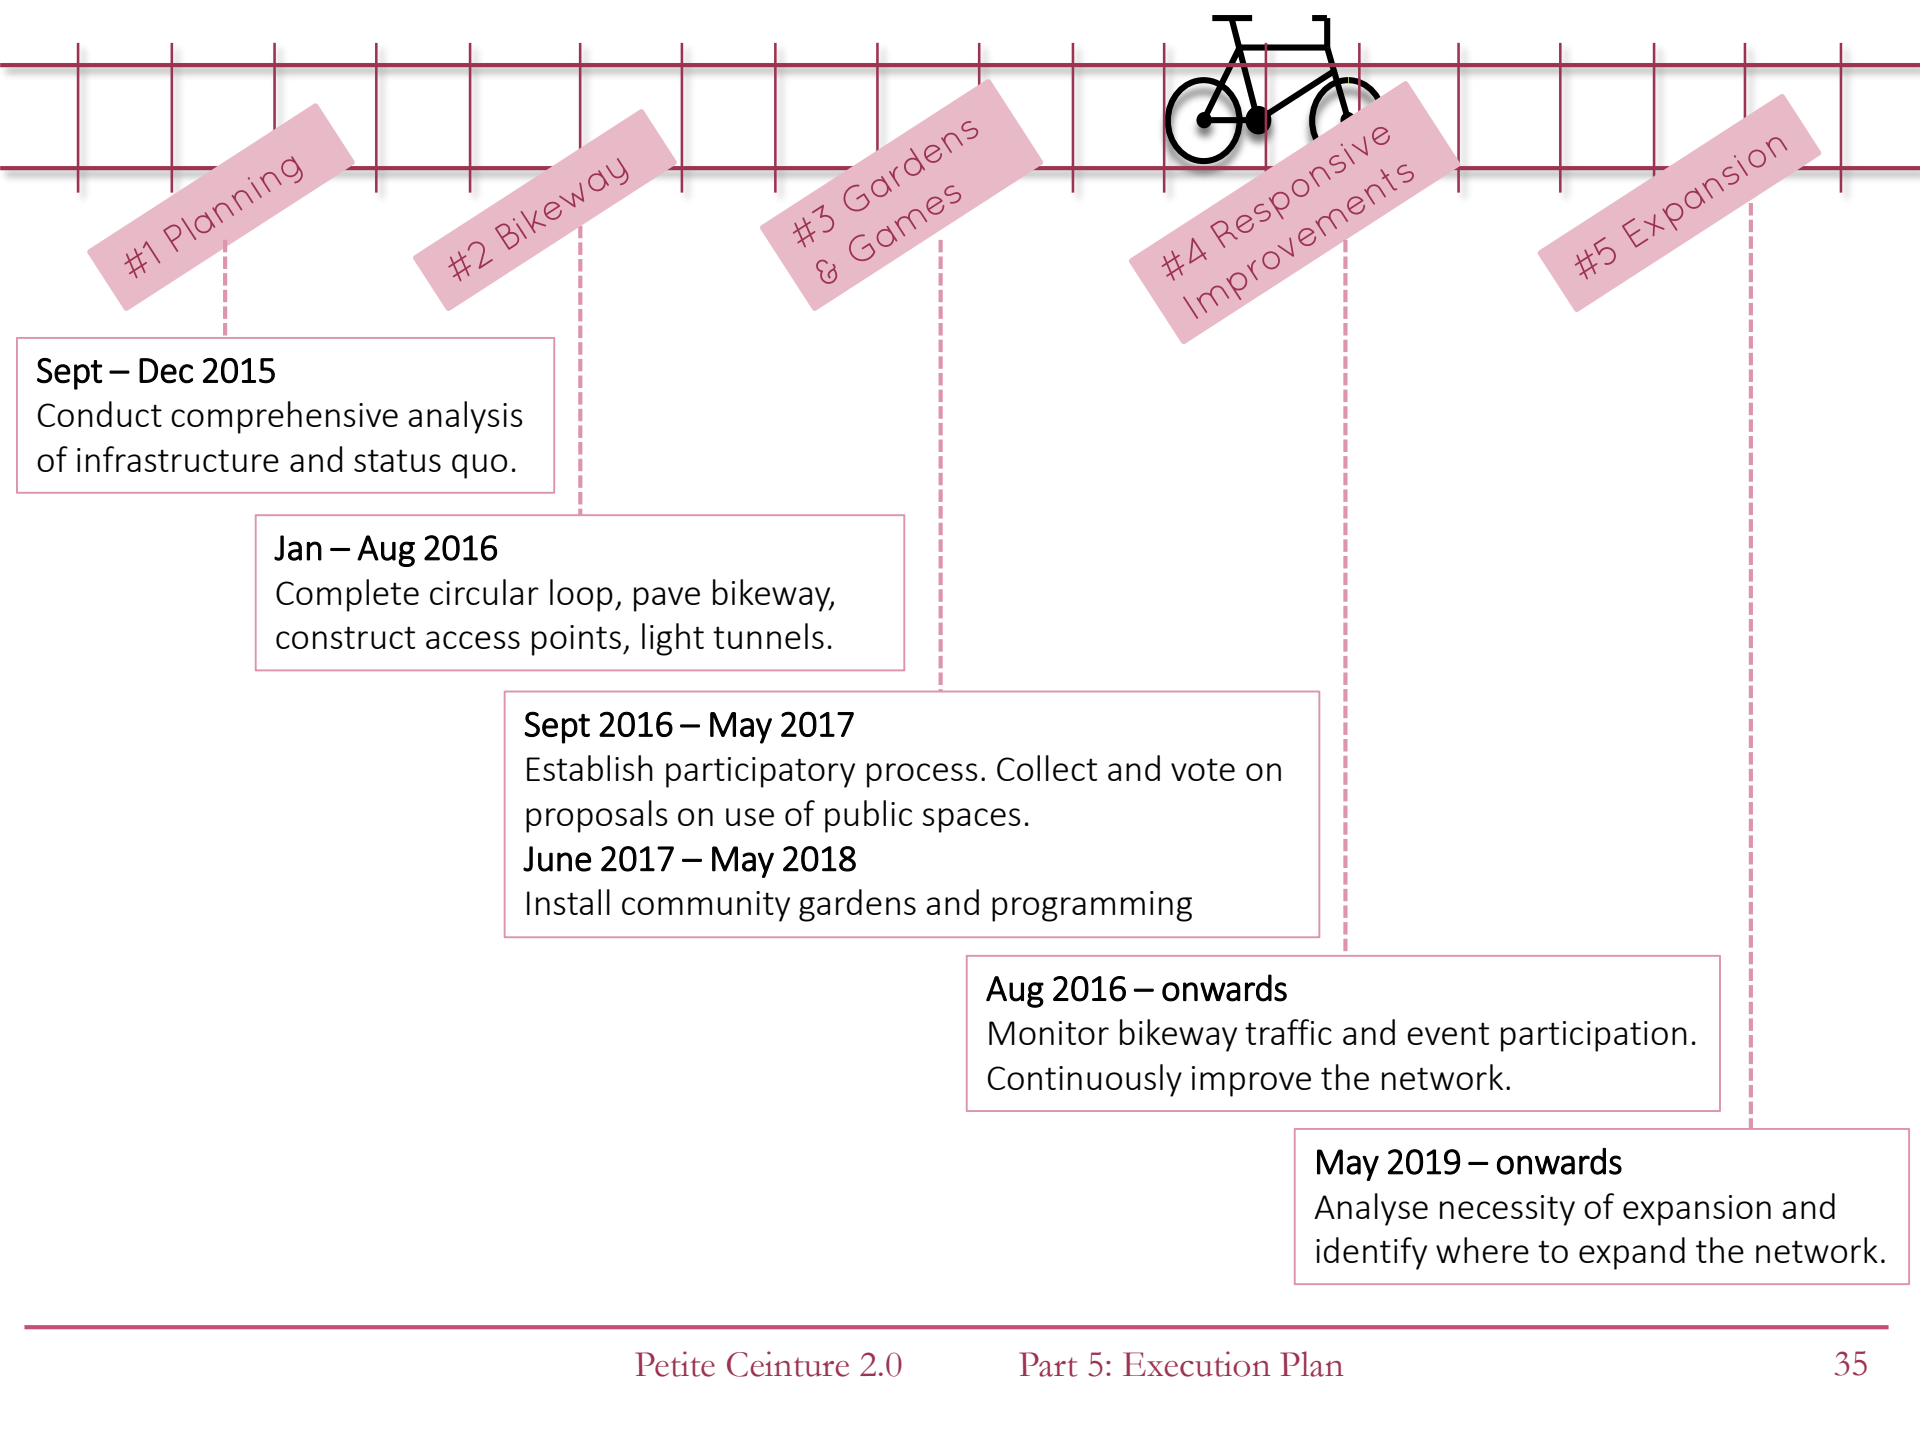 #1 Planning
#2 Bikeway
#3 Gardens
& Games
#4 Responsive
Improvements
#5 Expansion
Sept – Dec 2015
Conduct comprehensive analysis
of infrastructure and status quo.
Jan – Aug 2016
Complete circular loop, pave bikeway,
construct access points, light tunnels.
Sept 2016 – May 2017
Establish participatory process. Collect and vote on
proposals on use of public spaces.
June 2017 – May 2018
Install community gardens and programming
Aug 2016 – onwards
Monitor bikeway traffic and event participation.
Continuously improve the network.
May 2019 – onwards
Analyse necessity of expansion and
identify where to expand the network.
Petite Ceinture 2.0 Part 5: Execution Plan 35